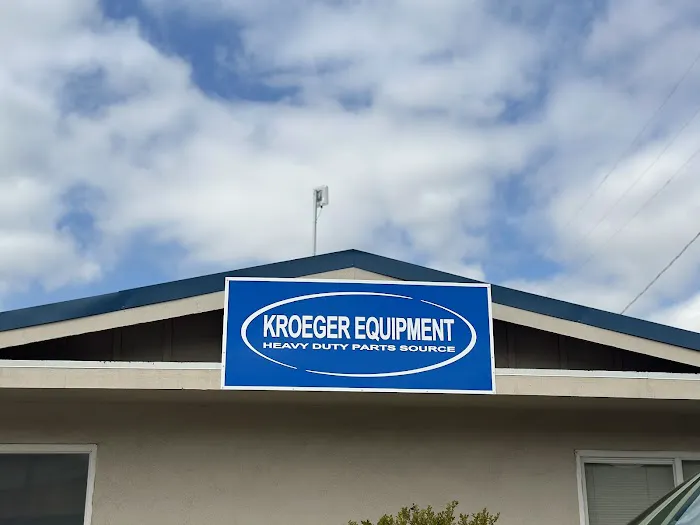 KROEGER EQUIPMENT
HEAVY DUTY PARTS SOURCE